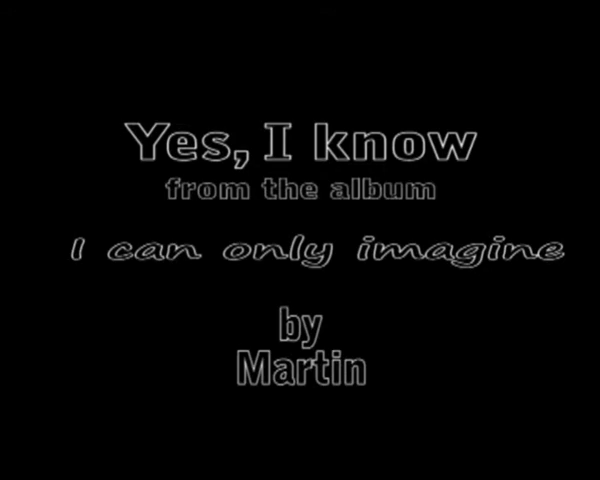 Yes, I know
from the album
I can only imagine
by
Martin